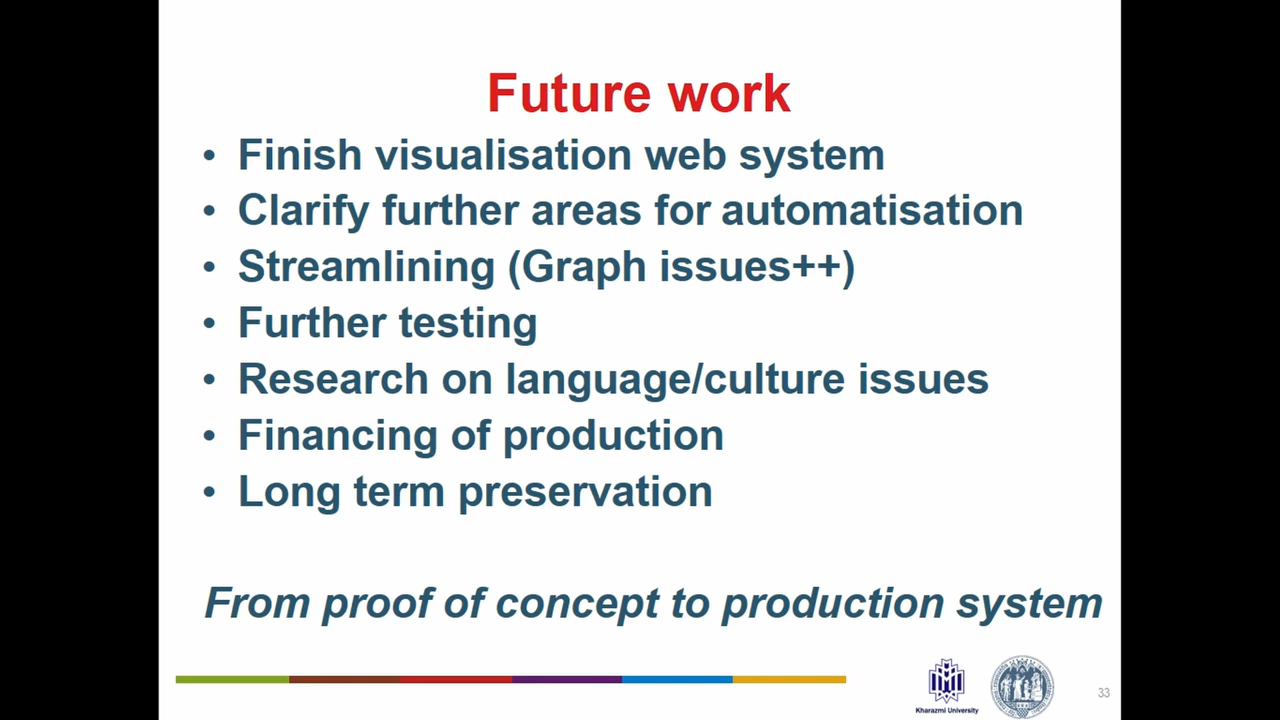 Future work
• Finish visualisation web system
• Clarify further areas for automatisation
• Streamlining (Graph issues++)
• Further testing
• Research on language/culture issues
• Financing of production
• Long term preservation
From proof of concept to production system
Kharazmi University
33